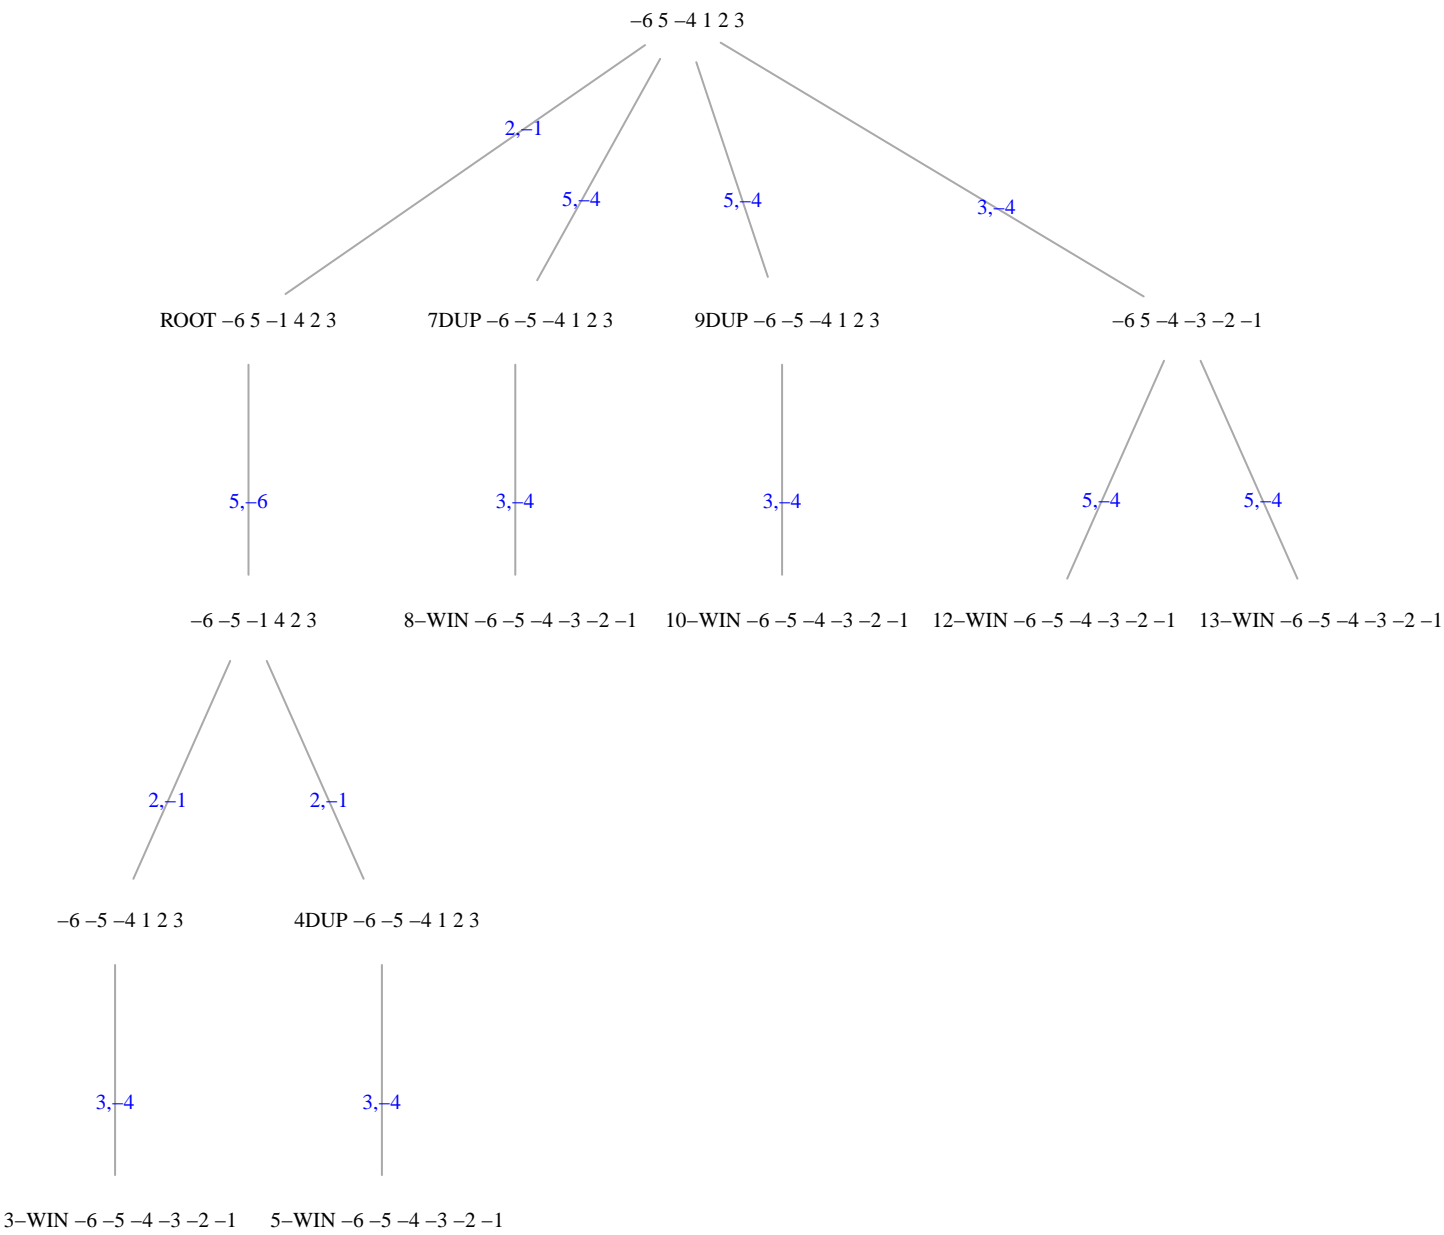 –6 5 –4 1 2 3
2,–1
5,–4
5,–4
3,–4
ROOT –6 5 –1 4 2 3
7DUP –6 –5 –4 1 2 3
9DUP –6 –5 –4 1 2 3
–6 5 –4 –3 –2 –1
5,–6
3,–4
3,–4
5,–4
5,–4
–6 –5 –1 4 2 3
8–WIN –6 –5 –4 –3 –2 –1
10–WIN –6 –5 –4 –3 –2 –1
12–WIN –6 –5 –4 –3 –2 –1
13–WIN –6 –5 –4 –3 –2 –1
2,–1
2,–1
–6 –5 –4 1 2 3
4DUP –6 –5 –4 1 2 3
3,–4
3,–4
3–WIN –6 –5 –4 –3 –2 –1
5–WIN –6 –5 –4 –3 –2 –1